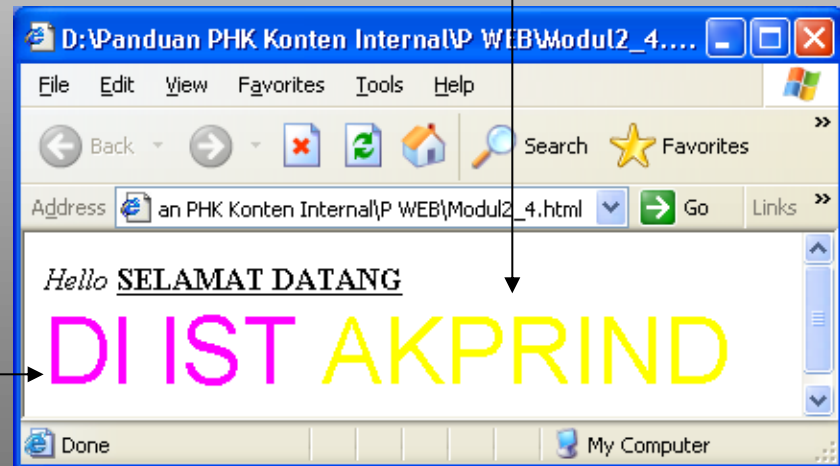 D:\Panduan PHK Konten Internal\P WEB\Modul2_4....
File Edit View Favorites Tools Help
Back Search Favorites »
Address an PHK Konten Internal\P WEB\Modul2_4.html Go Links »
Hello SELAMAT DATANG
DI IST AKPRIND
Done My Computer